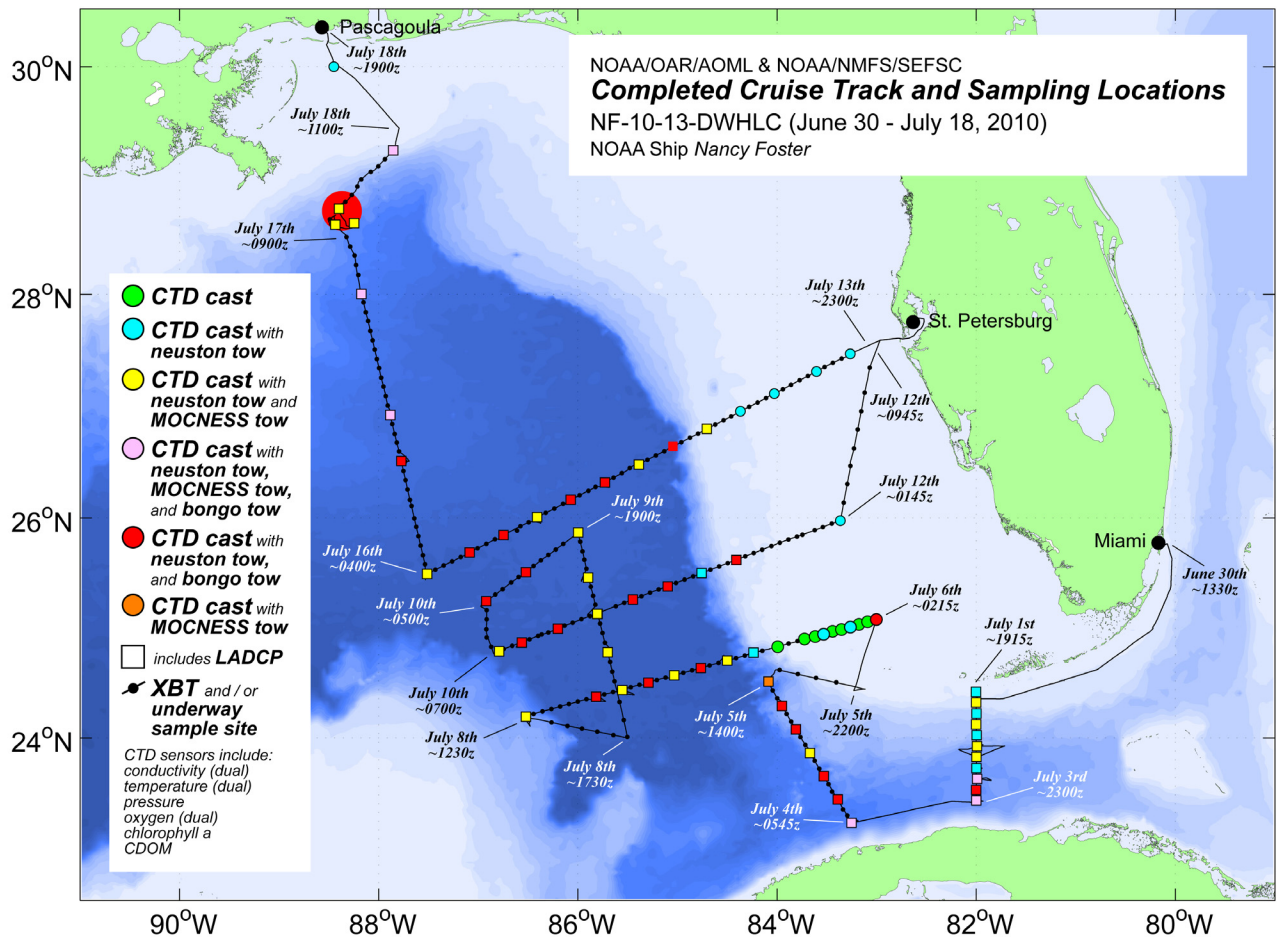 Pascagoula
July 18th
~1900z
30°N
NOAA/OAR/AOML & NOAA/NMFS/SEFSC
Completed Cruise Track and Sampling Locations
NF-10-13-DWHLC (June 30 - July 18, 2010)
NOAA Ship Nancy Foster
July 18th
~1100z
July 17th
~0900z
28°N
CTD cast
CTD cast with
neuston tow
CTD cast with
neuston tow and
MOCNESS tow
CTD cast with
neuston tow,
MOCNESS tow,
and bongo tow
CTD cast with
neuston tow,
and bongo tow
CTD cast with
MOCNESS tow
includes LADCP
XBT and / or
underway
sample site
CTD sensors include:
conductivity (dual)
temperature (dual)
pressure
oxygen (dual)
chlorophyll a
CDOM
July 13th
~2300z
St. Petersburg
July 12th
~0945z
July 12th
~0145z
July 9th
~1900z
26°N
July 16th
~0400z
Miami
June 30th
~1330z
July 10th
~0500z
July 6th
~0215z
July 1st
~1915z
July 10th
~0700z
July 5th
~1400z
July 5th
~2200z
24°N
July 8th
~1230z
July 8th
~1730z
July 3rd
~2300z
July 4th
~0545z
90°W
88°W
86°W
84°W
82°W
80°W